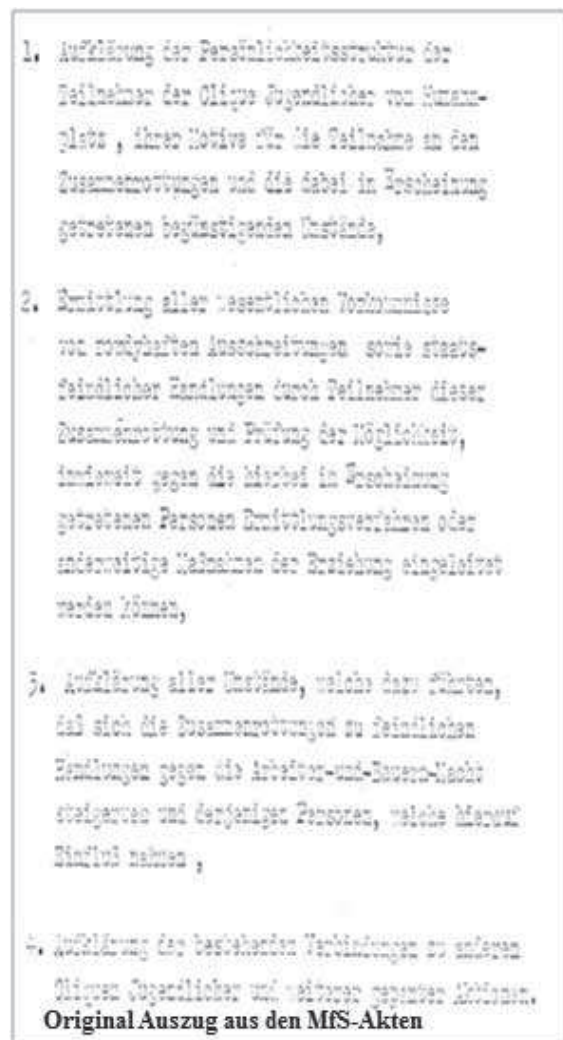 1. Aufklärung der Persönlichkeitsstruktur der
Teilnehmer der Clique Jugendlicher vom Humann-
platz , ihrer Motive für die Teilnahme an den
Zusammenrottungen und die dabei in Erscheinung
getretenen begünstigenden Umstände,
2. Ermittlung aller wesentlichen Vorkommnisse
von rowdyhaften Ausschreitungen sowie staats-
feindlicher Handlungen durch Teilnehmer dieser
Zusammenrottung und Prüfung der Möglichkeit,
inwieweit gegen die hierbei in Erscheinung
getretenen Personen Ermittlungsverfahren oder
anderweitige Maßnahmen der Erziehung eingeleitet
werden können,
3. Aufklärung aller Umstände, welche dazu führten,
daß sich die Zusammenrottungen zu feindlichen
Handlungen gegen die Arbeiter-und-Bauern-Macht
steigerten und derjenigen Personen, welche hierauf
Einfluß nahmen ,
4. Aufklärung der bestehenden Verbindungen zu anderen
Cliquen Jugendlicher und weiterer geplanter Aktionen.
Original Auszug aus den MfS-Akten